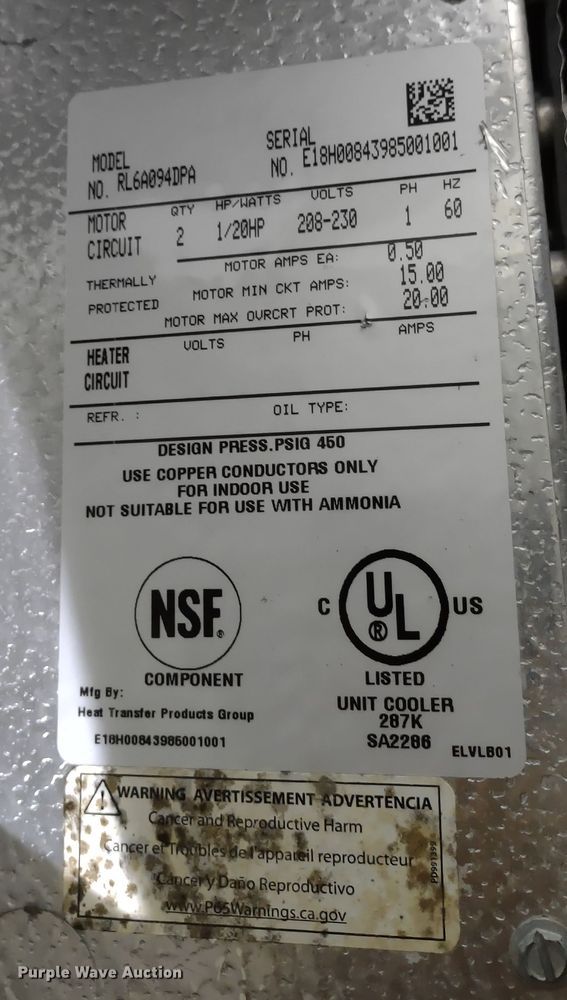 MODEL
NO. RL6A094DPA
SERIAL
NO. E18H00843985001001
MOTOR CIRCUIT
QTY HP/WATTS VOLTS PH HZ
2 1/20HP 208-230 1 60
THERMALLY PROTECTED
MOTOR AMPS EA: 0.50
MOTOR MIN CKT AMPS: 15.00
MOTOR MAX OVRCRT PROT: 20.00
HEATER CIRCUIT
VOLTS PH AMPS
REFR. : OIL TYPE:
DESIGN PRESS.PSIG 450
USE COPPER CONDUCTORS ONLY
FOR INDOOR USE
NOT SUITABLE FOR USE WITH AMMONIA
NSF®
COMPONENT
C UL® US
LISTED
UNIT COOLER
287K
SA2286
Mfg By:
Heat Transfer Products Group
E18H00843985001001
ELVLB01
WARNING AVERTISSEMENT ADVERTENCIA
Cancer and Reproductive Harm
Cancer et Troubles de l'appareil reproducteur
Cancer y Daño Reproductivo
www.P65Warnings.ca.gov
Purple Wave Auction